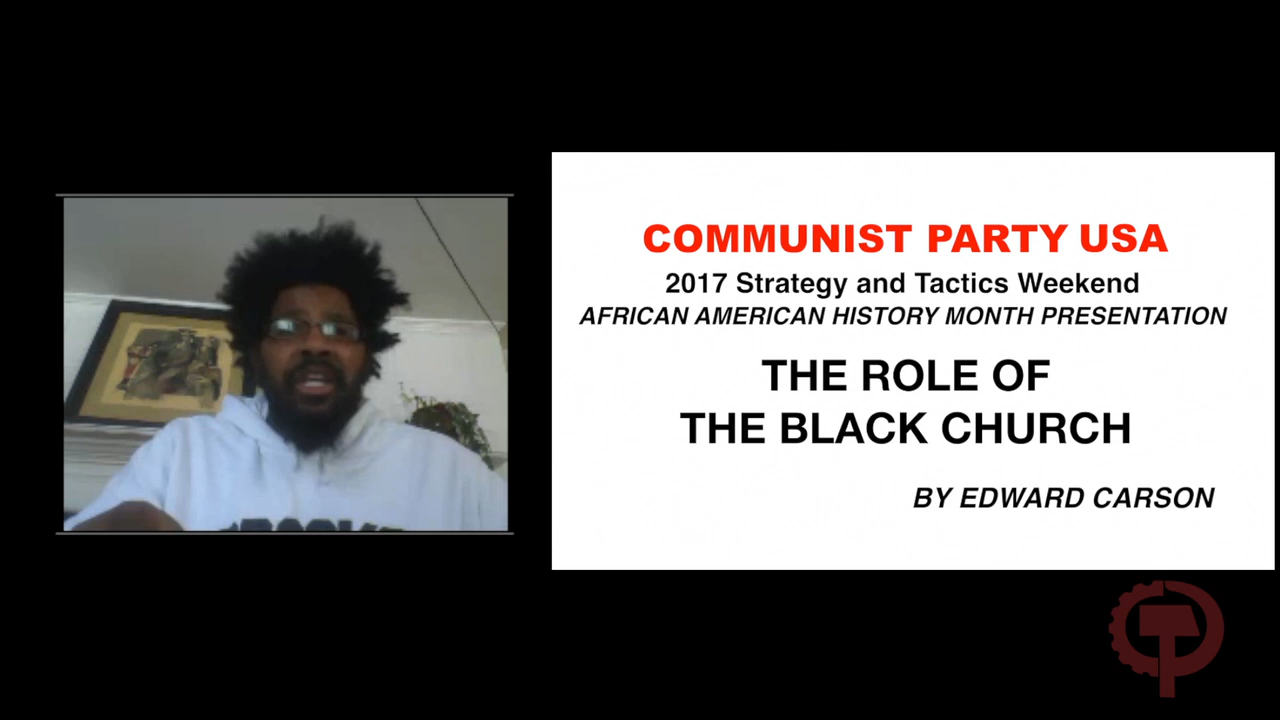 COMMUNIST PARTY USA
2017 Strategy and Tactics Weekend
AFRICAN AMERICAN HISTORY MONTH PRESENTATION
THE ROLE OF
THE BLACK CHURCH
BY EDWARD CARSON